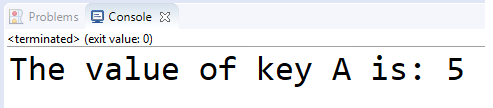 Problems Console
<terminated> (exit value: 0)
The value of key A is: 5